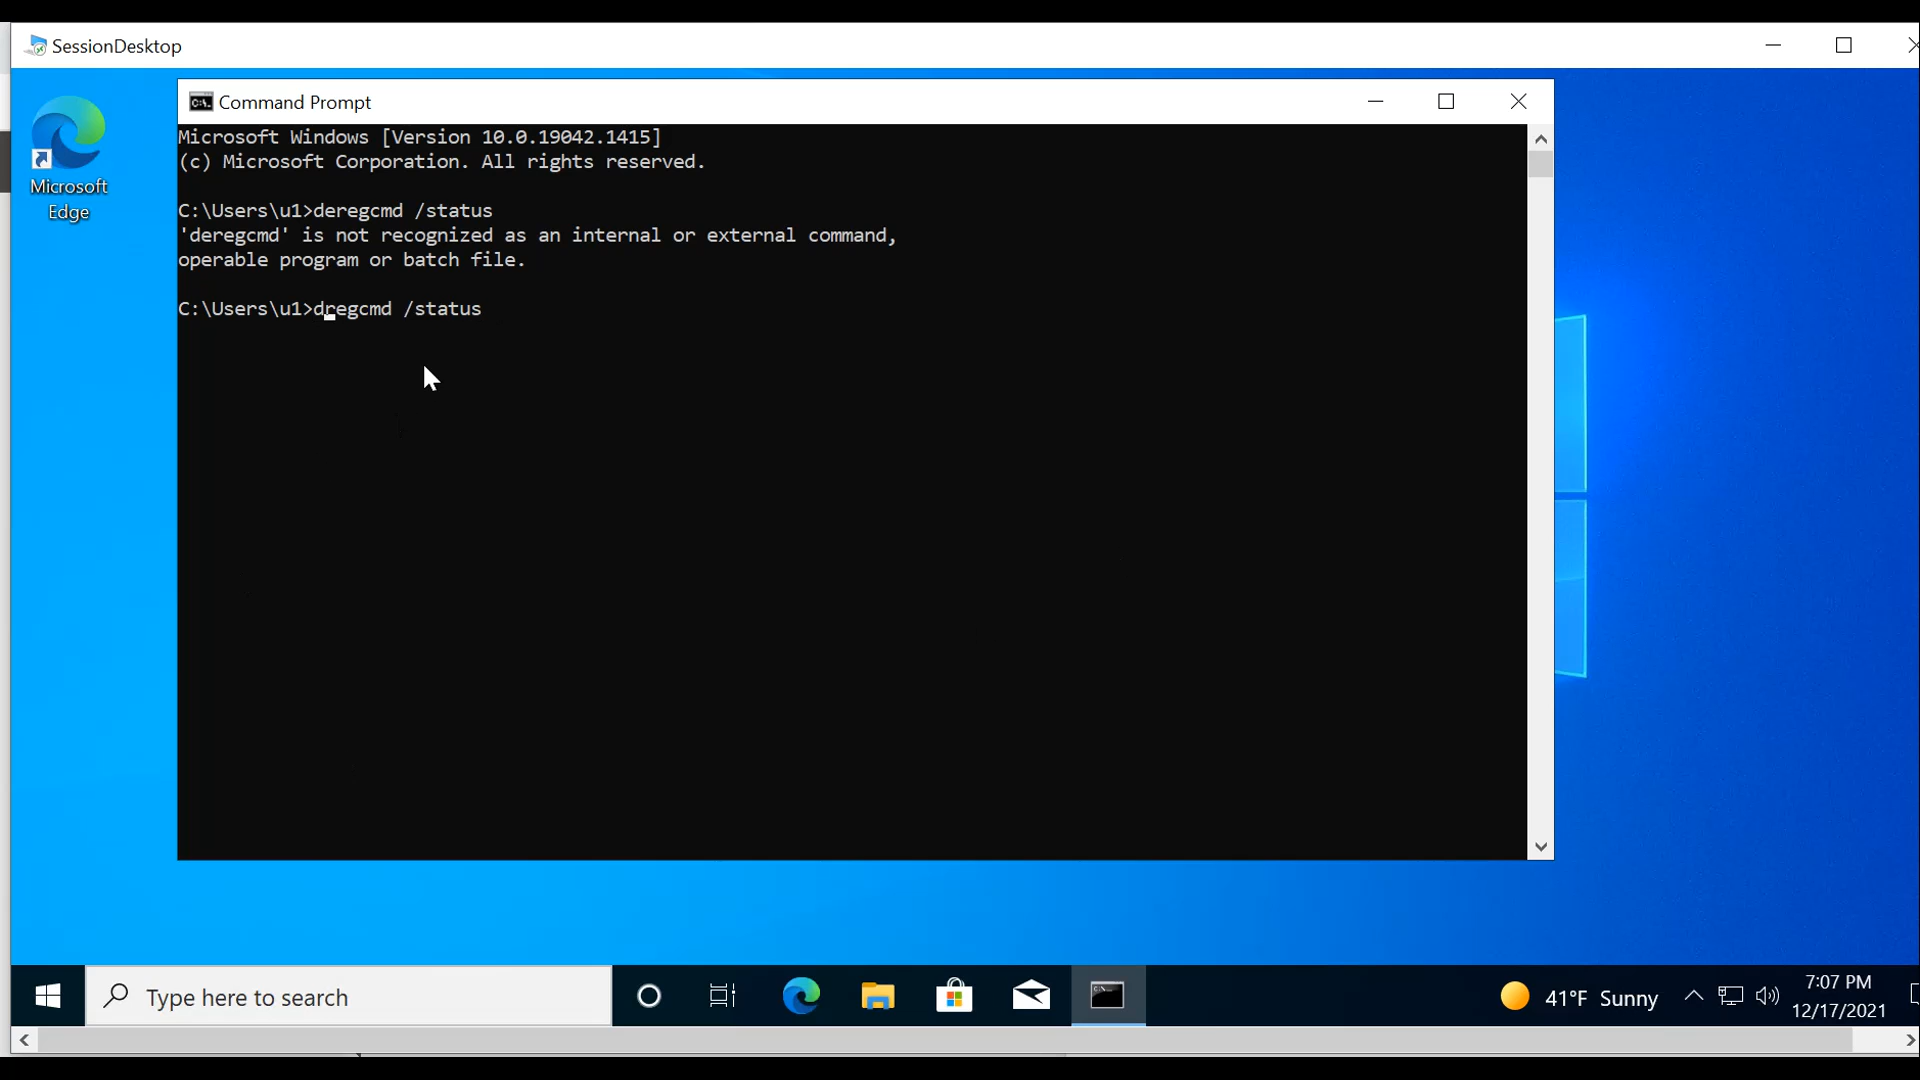 SessionDesktop
Microsoft Edge
Command Prompt
Microsoft Windows [Version 10.0.19042.1415]
(c) Microsoft Corporation. All rights reserved.
C:\Users\u1>deregcmd /status
'deregcmd' is not recognized as an internal or external command,
operable program or batch file.
C:\Users\u1>dregcmd /status
Type here to search
41°F Sunny
7:07 PM
12/17/2021